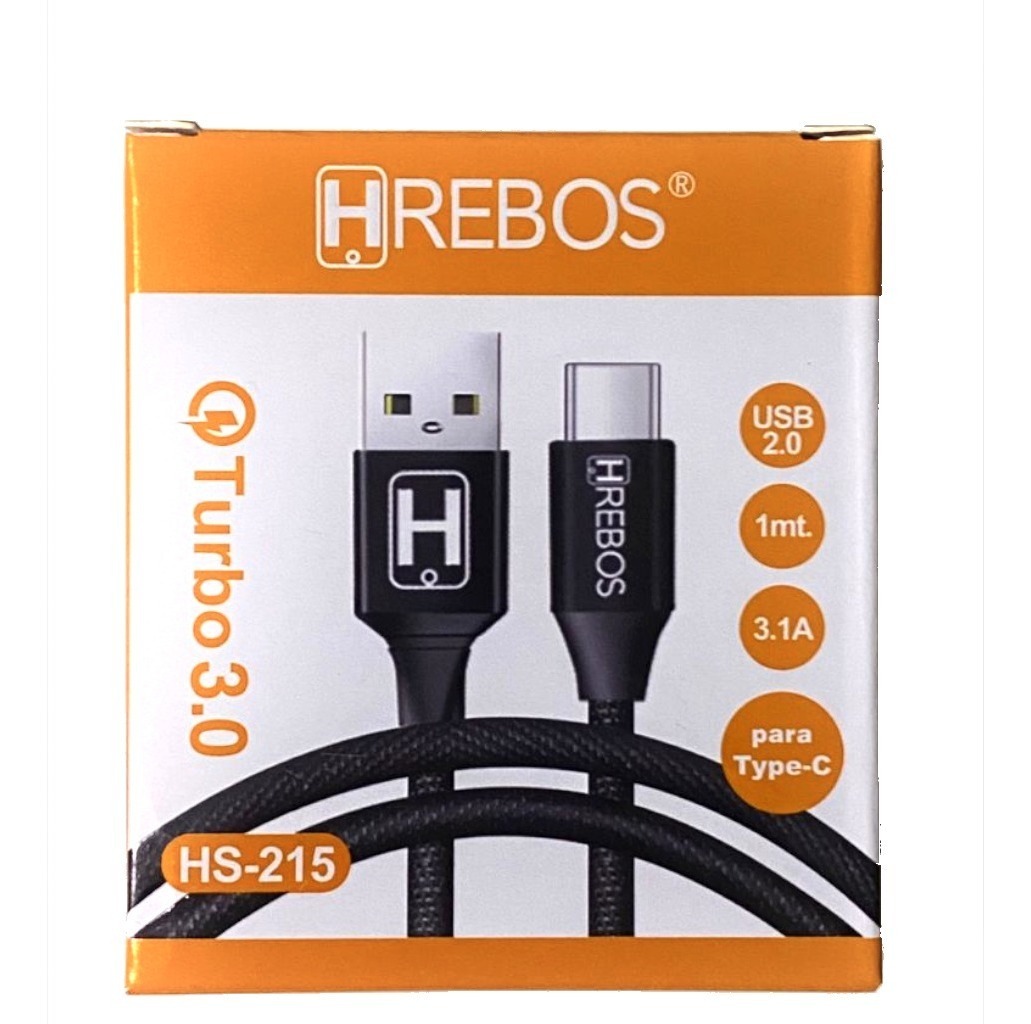 HREBOS®
Turbo 3.0
H
HREBOS
USB
2.0
1mt.
3.1A
para
Type-C
HS-215